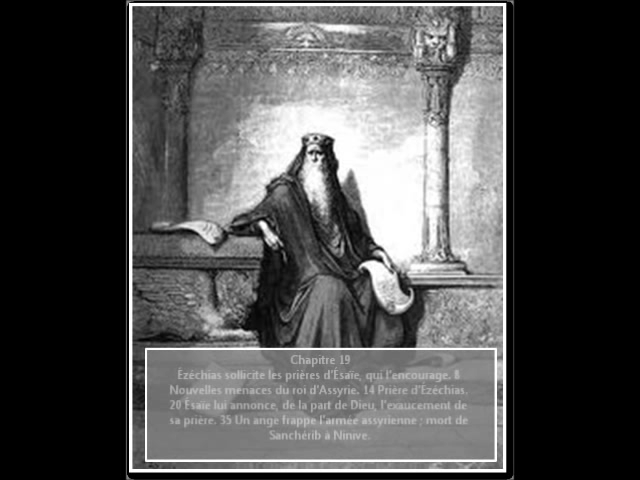 Chapitre 19
Ézéchias sollicite les prières d'Ésaïe, qui l'encourage. 8
Nouvelles menaces du roi d'Assyrie. 14 Prière d'Ézéchias.
20 Ésaïe lui annonce, de la part de Dieu, l'exaucement de
sa prière. 35 Un ange frappe l'armée assyrienne ; mort de
Sanchérib à Ninive.